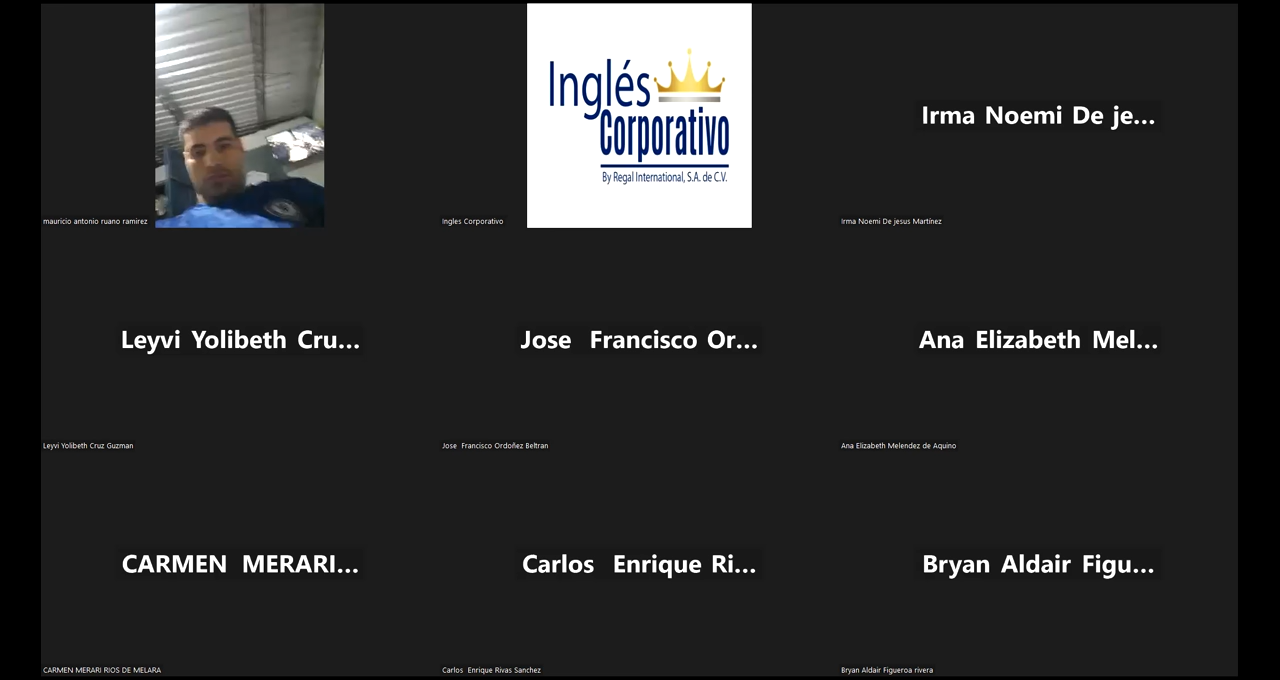 Inglés
Corporativo
By Regal International, S.A. de C.V.
Irma Noemi De je...
mauricio antonio ruano ramirez
Ingles Corporativo
Irma Noemi De jesus Martínez
Leyvi Yolibeth Cru...
Jose Francisco Or...
Ana Elizabeth Mel...
Leyvi Yolibeth Cruz Guzman
Jose Francisco Ordoñez Beltran
Ana Elizabeth Melendez de Aquino
CARMEN MERARI...
Carlos Enrique Ri...
Bryan Aldair Figu...
CARMEN MERARI RIOS DE MELARA
Carlos Enrique Rivas Sanchez
Bryan Aldair Figueroa rivera